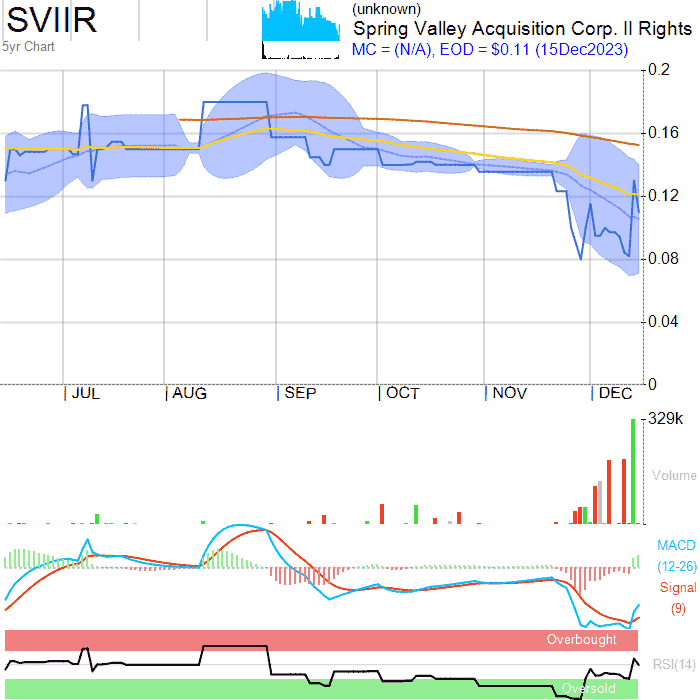 SVIIR
5yr Chart
(unknown)
Spring Valley Acquisition Corp. II Rights
MC = (N/A), EOD = $0.11 (15Dec2023)
0.2
0.16
0.12
0.08
0.04
0
JUL AUG SEP OCT NOV DEC
329k
Volume
MACD
(12-26)
Signal
(9)
Overbought
RSI(14)
Oversold